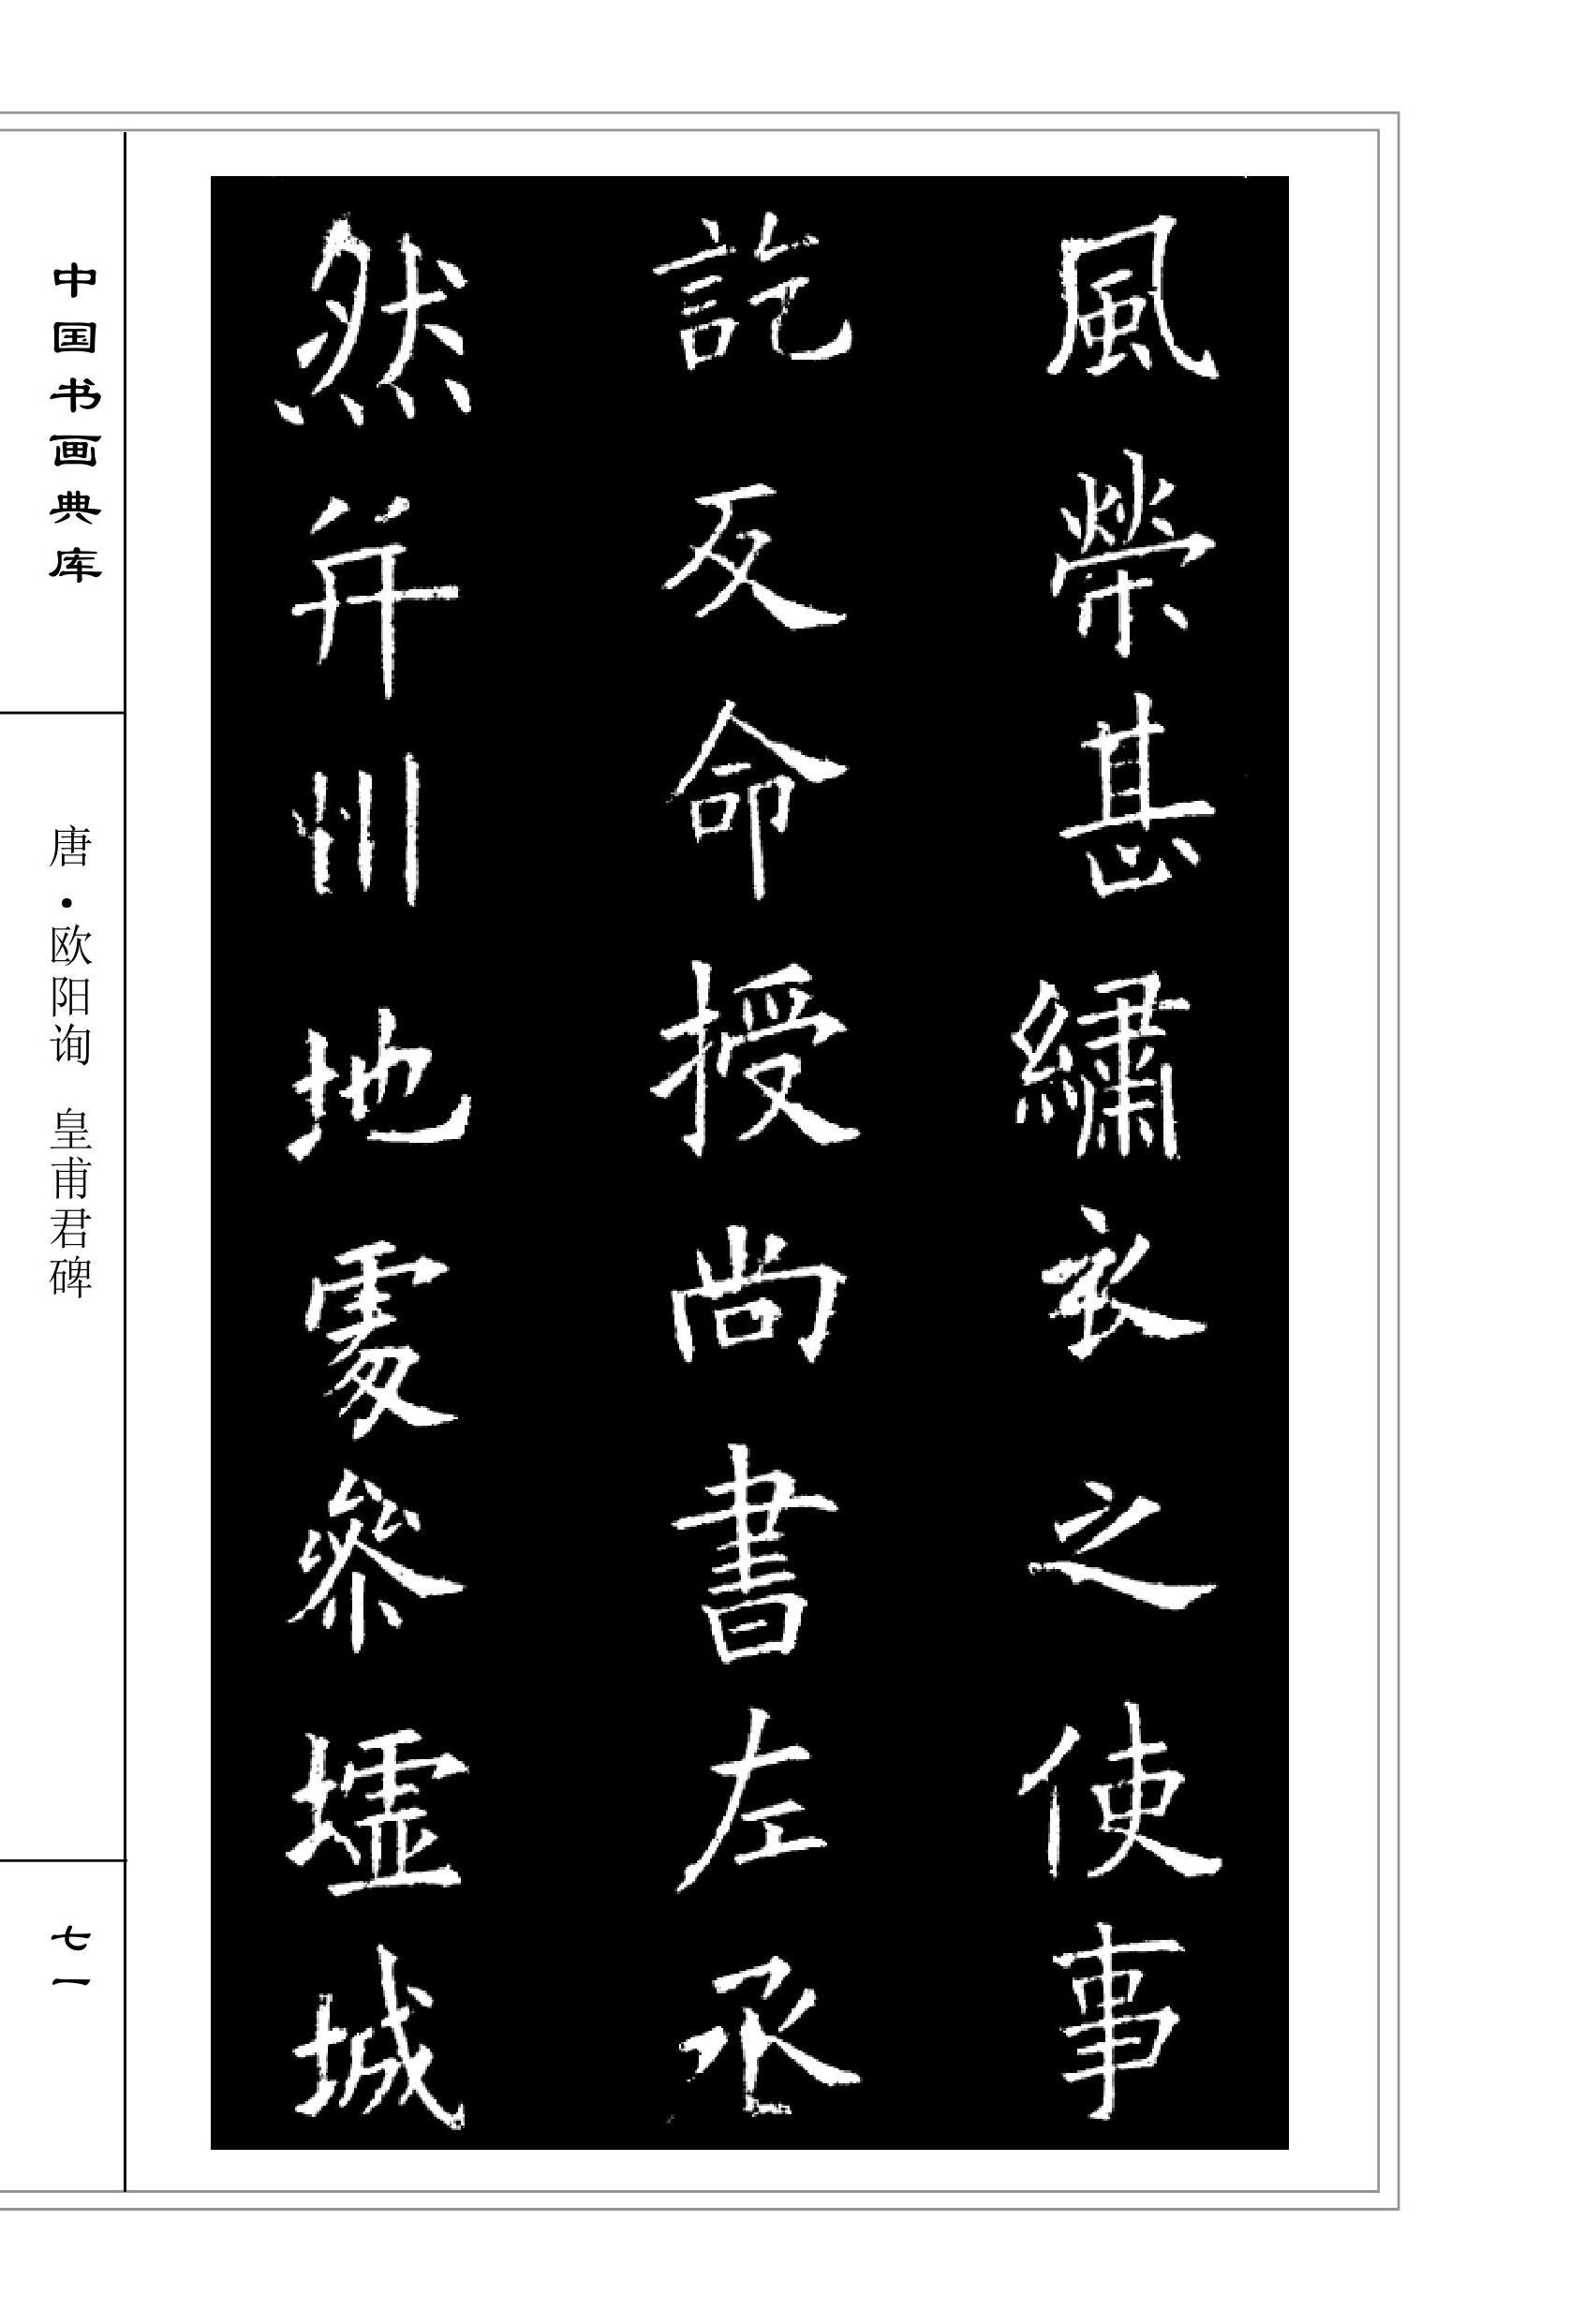 風榮甚繡衣之使事
訖反命授尚書左丞
然并州地處參墟城
中国书画典库
唐·欧阳询 皇甫君碑
七一